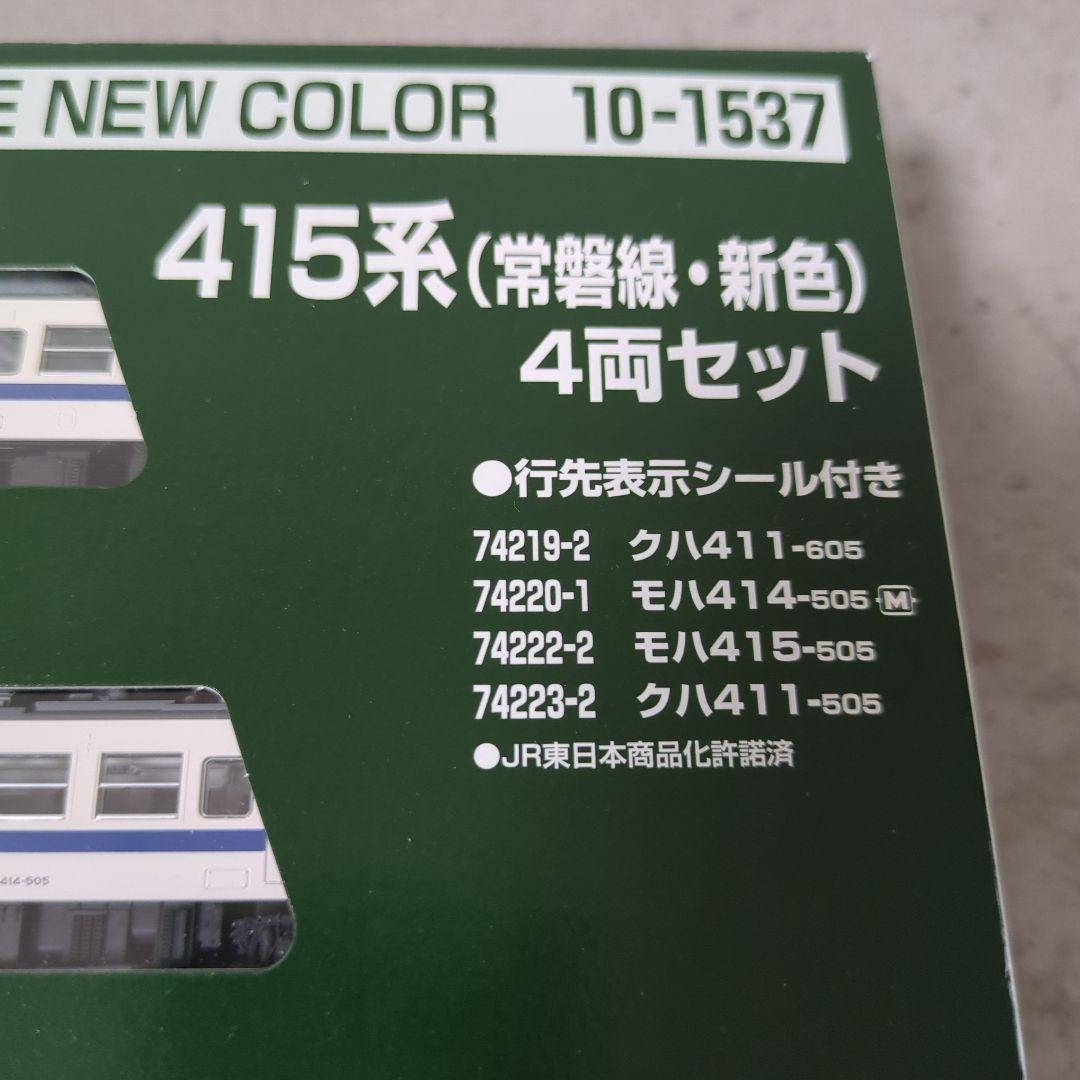 E NEW COLOR 10-1537
415系(常磐線・新色)
4両セット
●行先表示シール付き
74219-2 クハ411-605
74220-1 モハ414-505 M
74222-2 モハ415-505
74223-2 クハ411-505
●JR東日本商品化許諾済
414-505